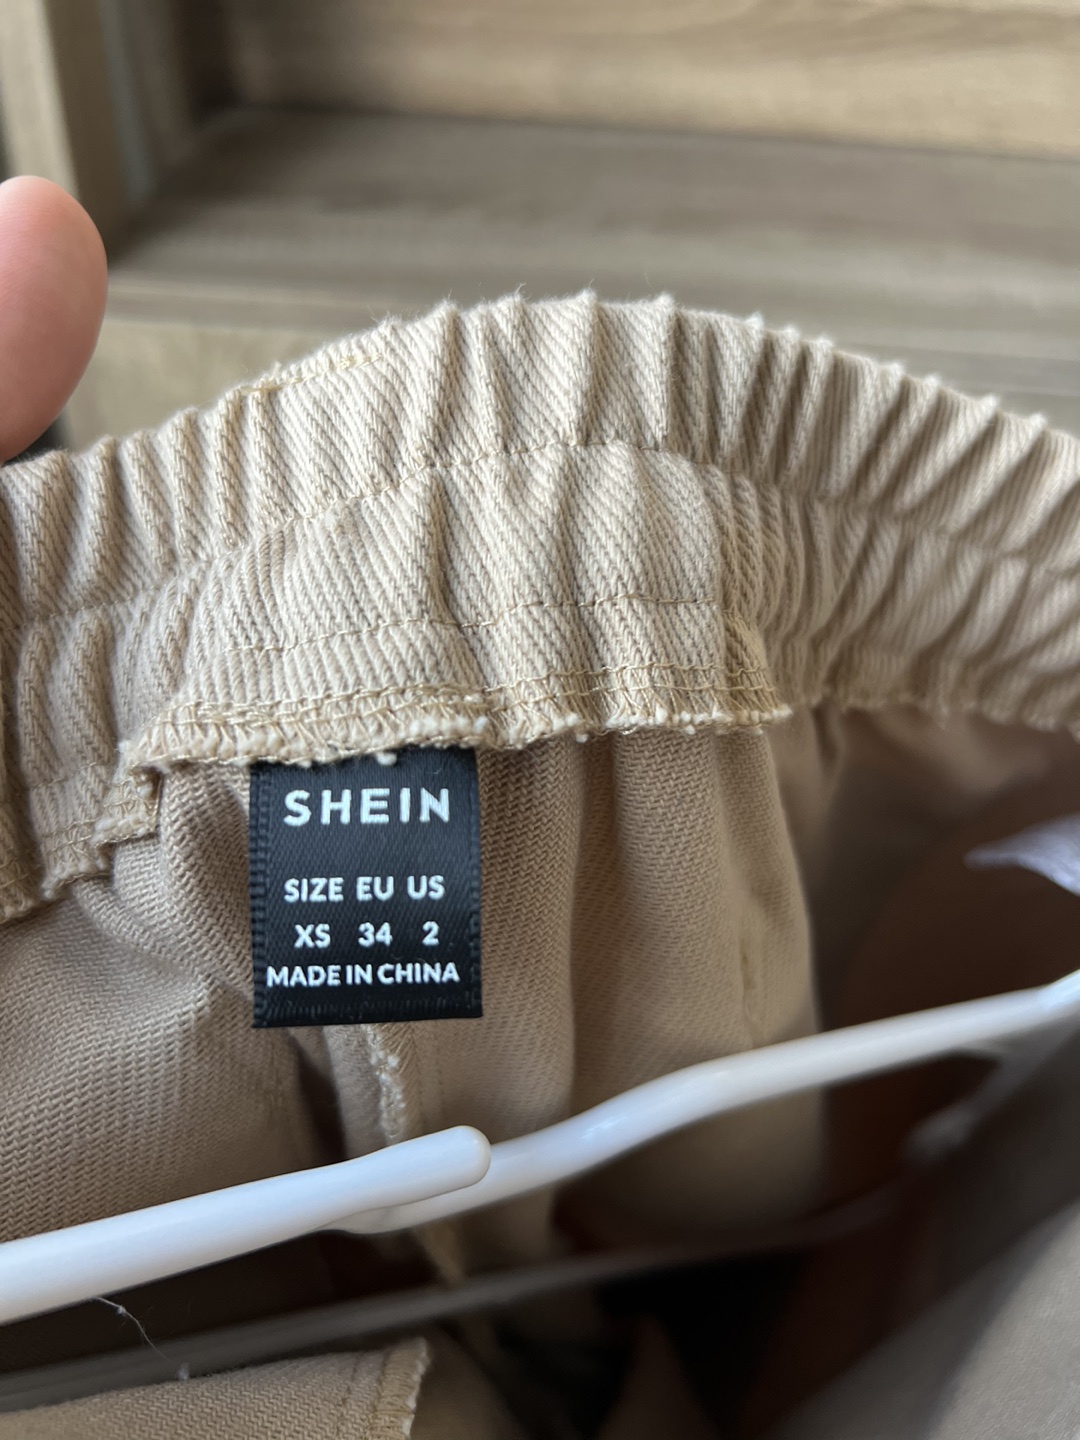 SHEIN
SIZE EU US
XS 34 2
MADE IN CHINA